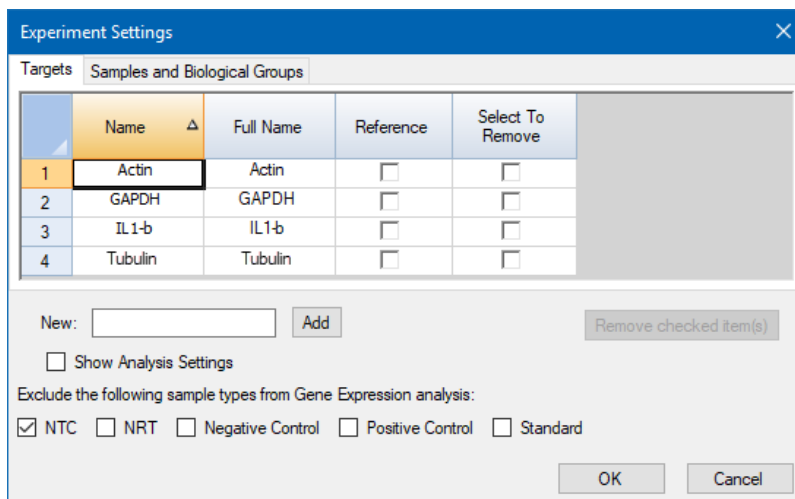 Experiment Settings
Targets Samples and Biological Groups
Name Full Name Reference Select To Remove
1 Actin Actin
2 GAPDH GAPDH
3 IL1-b IL1-b
4 Tubulin Tubulin
New: Add Remove checked item(s)
Show Analysis Settings
Exclude the following sample types from Gene Expression analysis:
NTC NRT Negative Control Positive Control Standard
OK Cancel